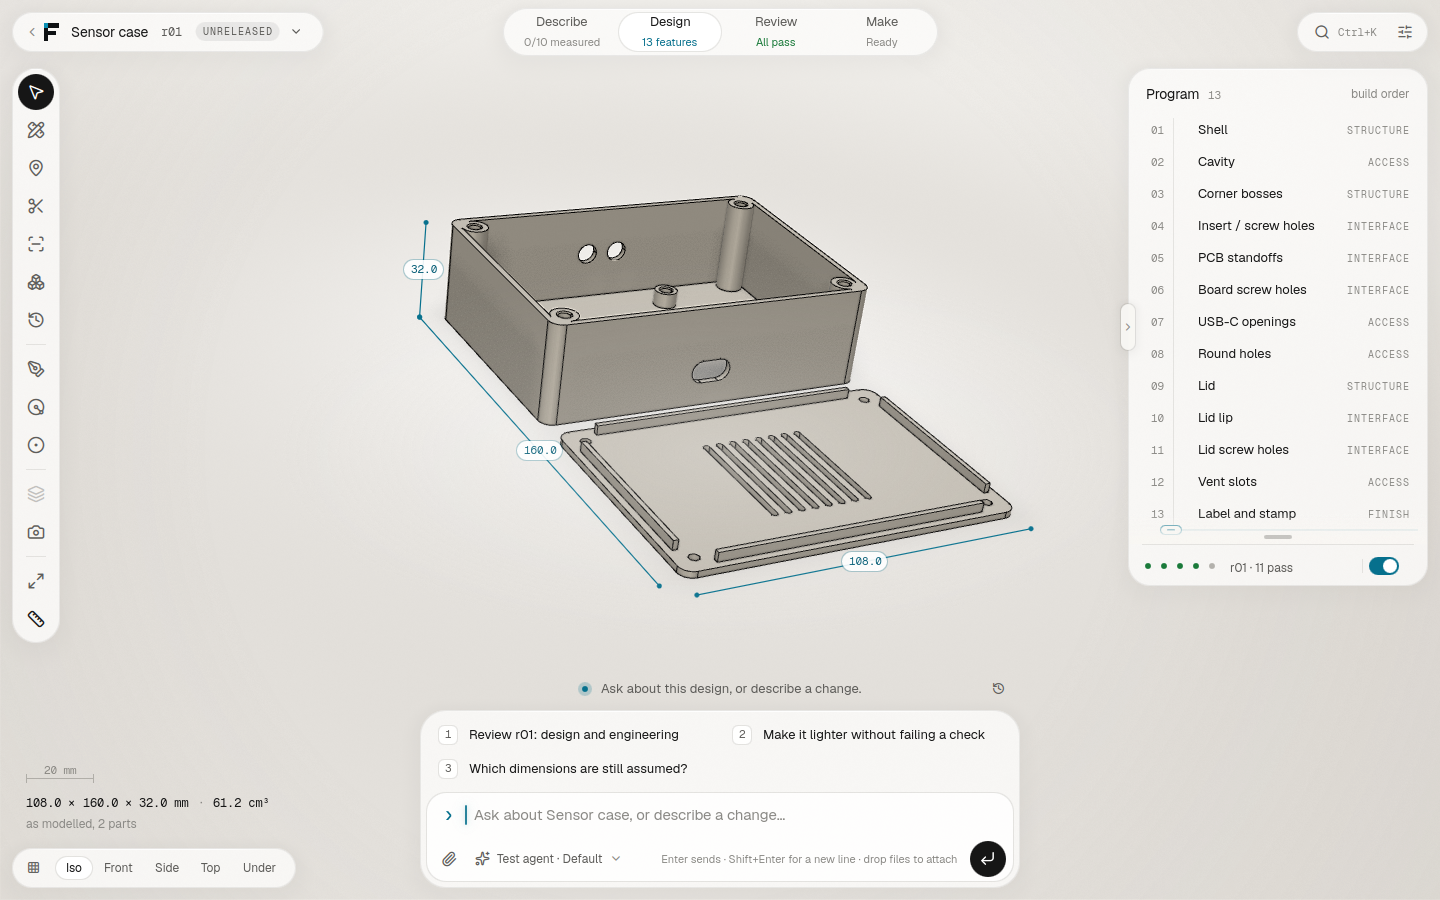 Sensor case r01 UNRELEASED
Describe
0/10 measured
Design
13 features
Review
All pass
Make
Ready
Ctrl+K
Program 13 build order
01 Shell STRUCTURE
02 Cavity ACCESS
03 Corner bosses STRUCTURE
04 Insert / screw holes INTERFACE
05 PCB standoffs INTERFACE
06 Board screw holes INTERFACE
07 USB-C openings ACCESS
08 Round holes ACCESS
09 Lid STRUCTURE
10 Lid lip INTERFACE
11 Lid screw holes INTERFACE
12 Vent slots ACCESS
13 Label and stamp FINISH
r01 · 11 pass
32.0
160.0
108.0
Ask about this design, or describe a change.
1 Review r01: design and engineering
2 Make it lighter without failing a check
3 Which dimensions are still assumed?
Ask about Sensor case, or describe a change...
Test agent · Default
Enter sends · Shift+Enter for a new line · drop files to attach
20 mm
108.0 × 160.0 × 32.0 mm · 61.2 cm³
as modelled, 2 parts
Iso Front Side Top Under